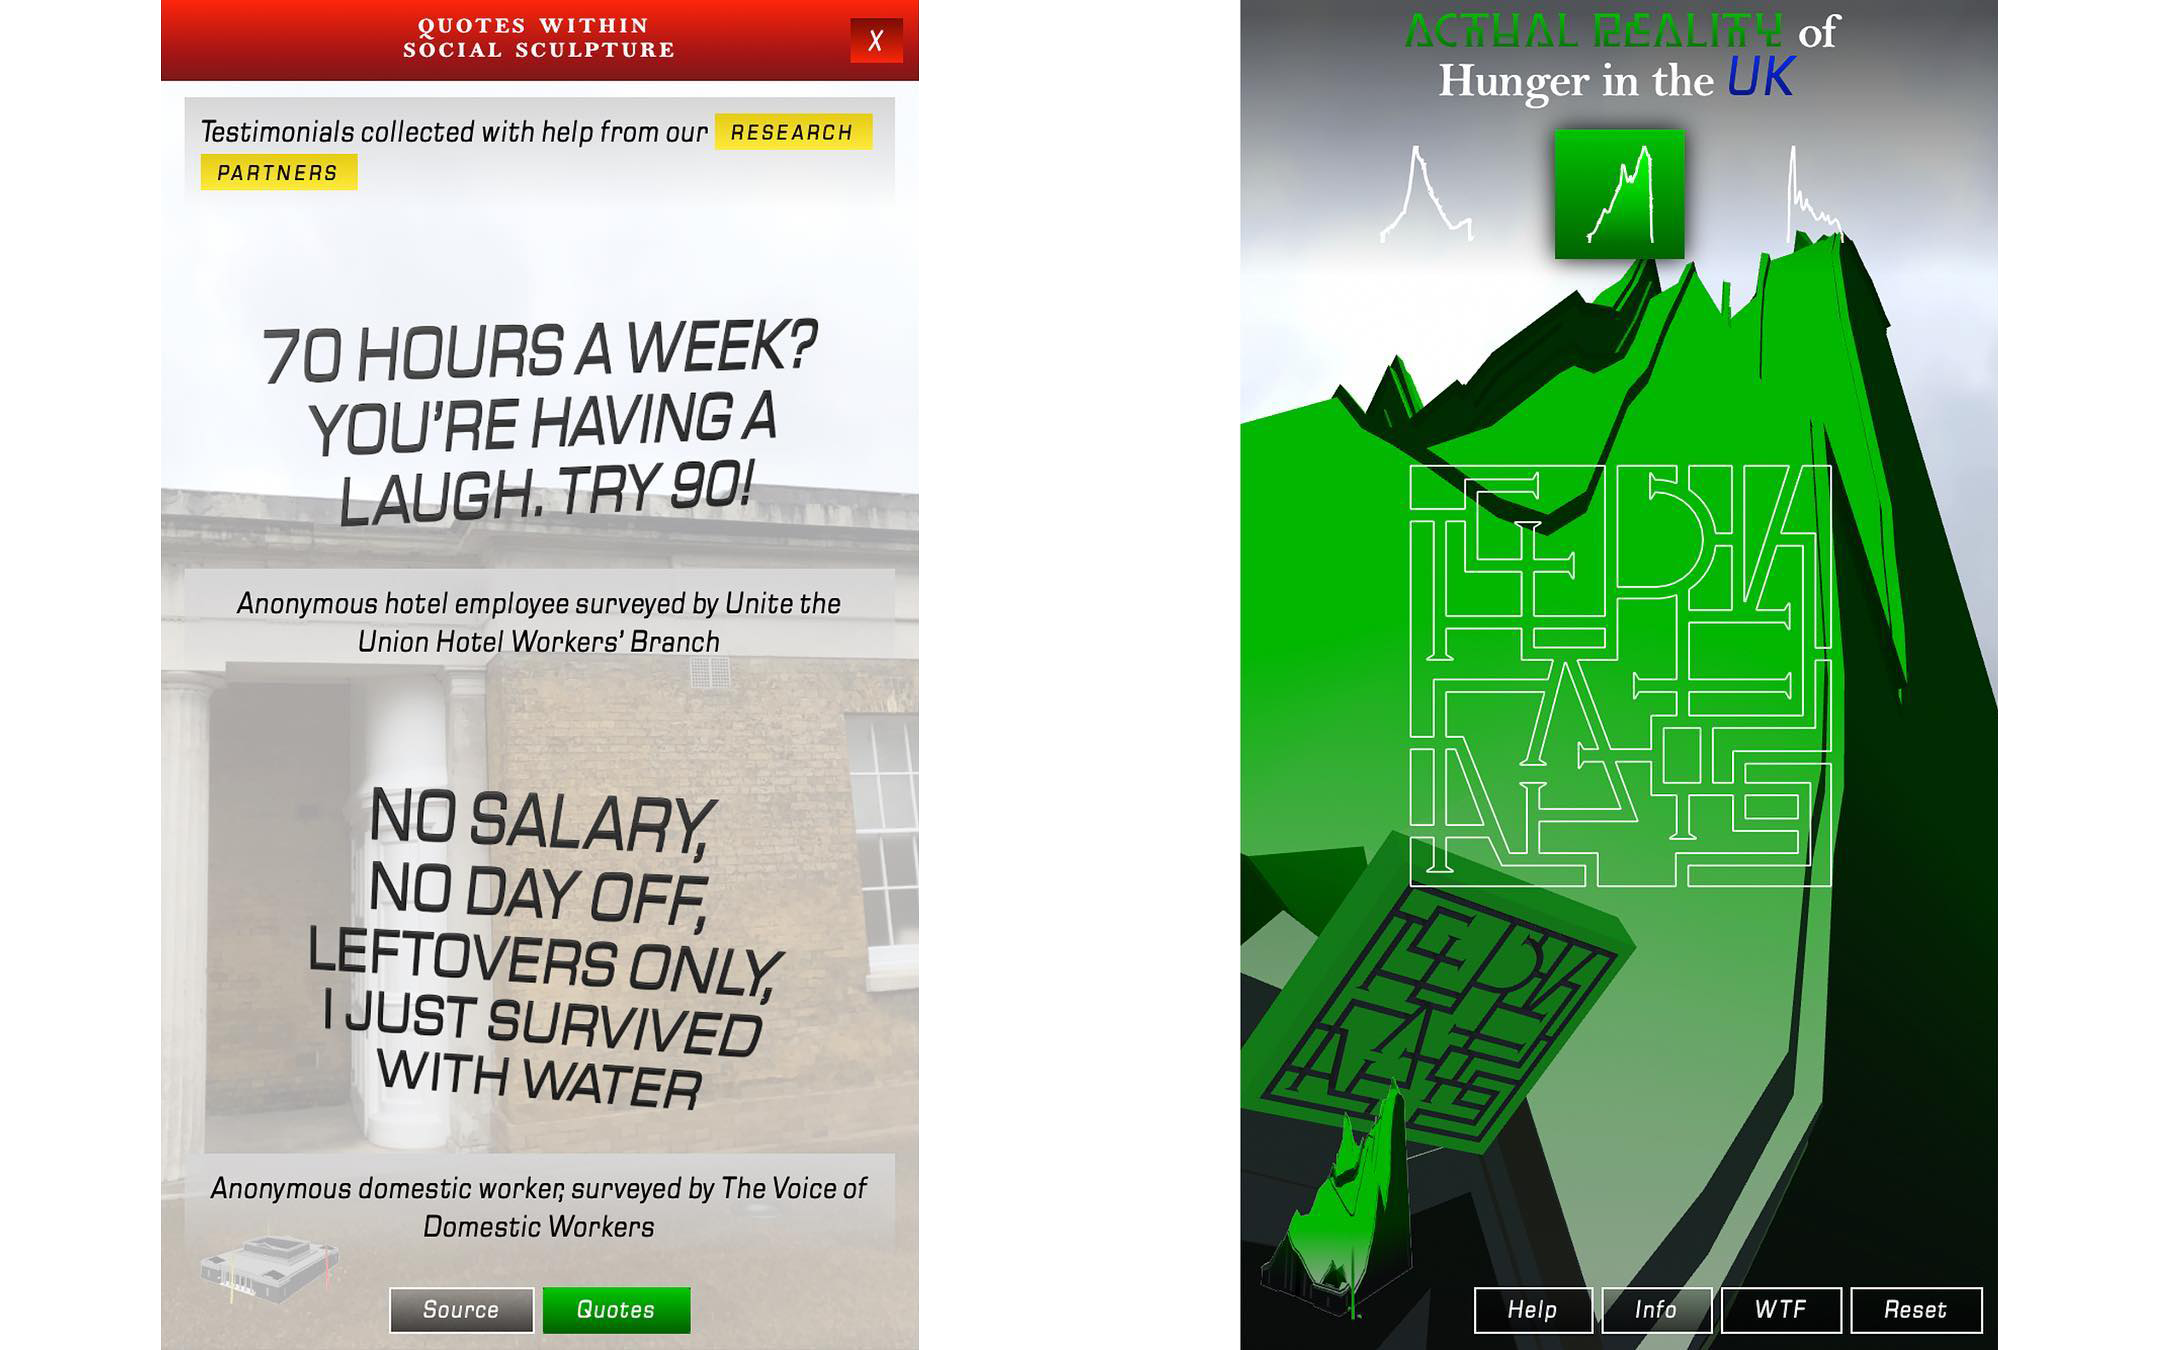 QUOTES WITHIN
SOCIAL SCULPTURE
X
Testimonials collected with help from our RESEARCH
PARTNERS
70 HOURS A WEEK?
YOU'RE HAVING A
LAUGH. TRY 90!
Anonymous hotel employee surveyed by Unite the
Union Hotel Workers' Branch
NO SALARY,
NO DAY OFF,
LEFTOVERS ONLY,
I JUST SURVIVED
WITH WATER
Anonymous domestic worker, surveyed by The Voice of
Domestic Workers
Source
Quotes
ACTUAL REALITY of
Hunger in the UK
Help
Info
WTF
Reset